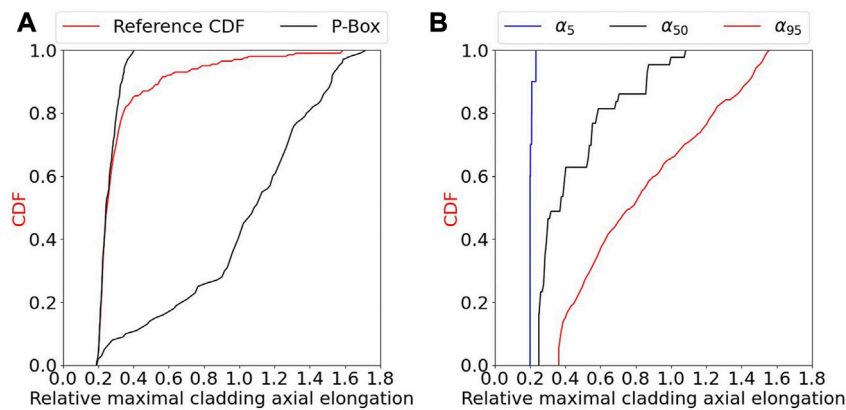 A
Reference CDF
P-Box
CDF
1.0
0.8
0.6
0.4
0.2
0.0
0.0 0.2 0.4 0.6 0.8 1.0 1.2 1.4 1.6 1.8
Relative maximal cladding axial elongation
B
α5
α50
α95
CDF
1.0
0.8
0.6
0.4
0.2
0.0
0.0 0.2 0.4 0.6 0.8 1.0 1.2 1.4 1.6 1.8
Relative maximal cladding axial elongation